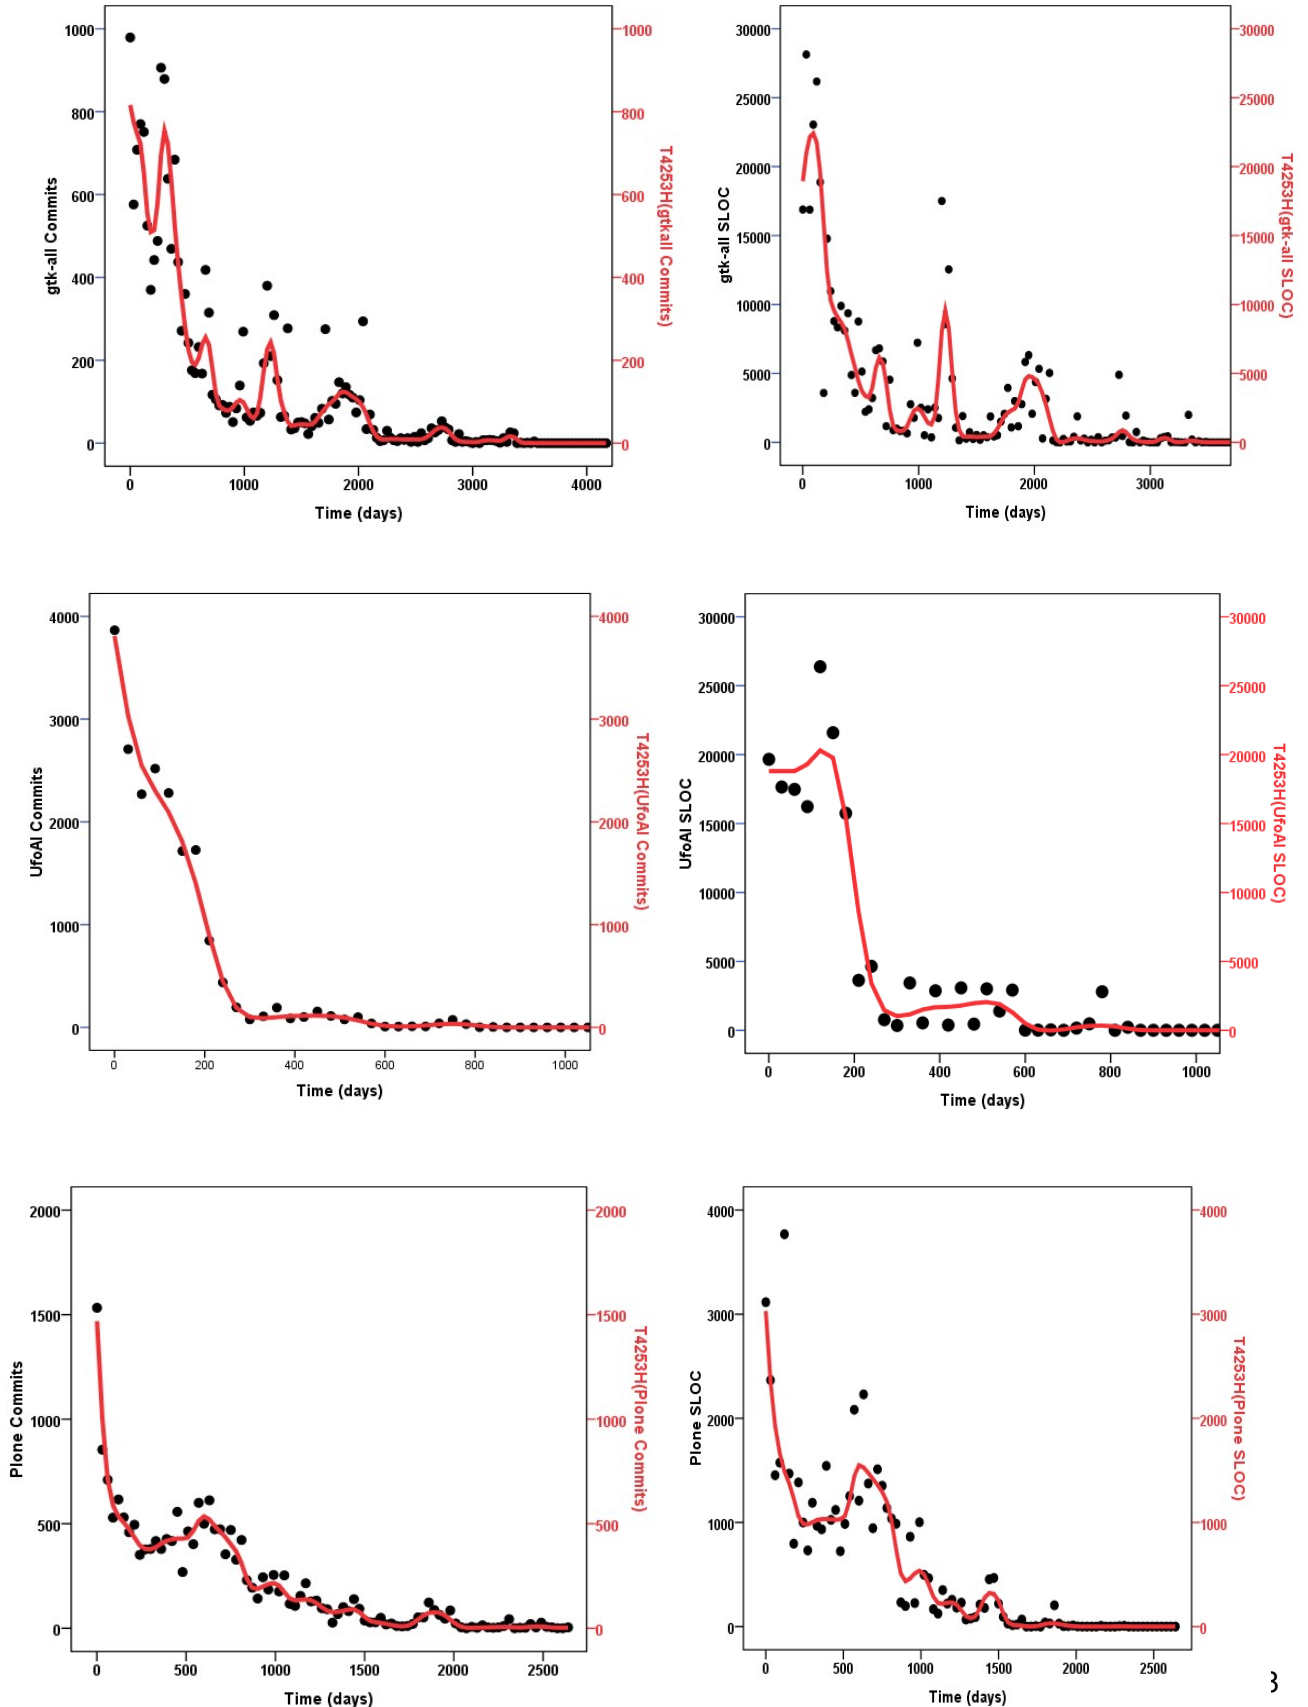 1000
800
600
400
200
0
gtk-all Commits
1000
800
600
400
200
0
T4253H(gtkall Commits)
0 1000 2000 3000 4000
Time (days)
30000
25000
20000
15000
10000
5000
0
gtk-all SLOC
30000
25000
20000
15000
10000
5000
0
T4253H(gtk-all SLOC)
0 1000 2000 3000
Time (days)
4000
3000
2000
1000
0
UfoAI Commits
4000
3000
2000
1000
0
T4253H(UfoAI Commits)
0 200 400 600 800 1000
Time (days)
30000
25000
20000
15000
10000
5000
0
UfoAI SLOC
30000
25000
20000
15000
10000
5000
0
T4253H(UfoAI SLOC)
0 200 400 600 800 1000
Time (days)
2000
1500
1000
500
0
Plone Commits
2000
1500
1000
500
0
T4253H(Plone Commits)
0 500 1000 1500 2000 2500
Time (days)
4000
3000
2000
1000
0
Plone SLOC
4000
3000
2000
1000
0
T4253H(Plone SLOC)
0 500 1000 1500 2000 2500
Time (days)